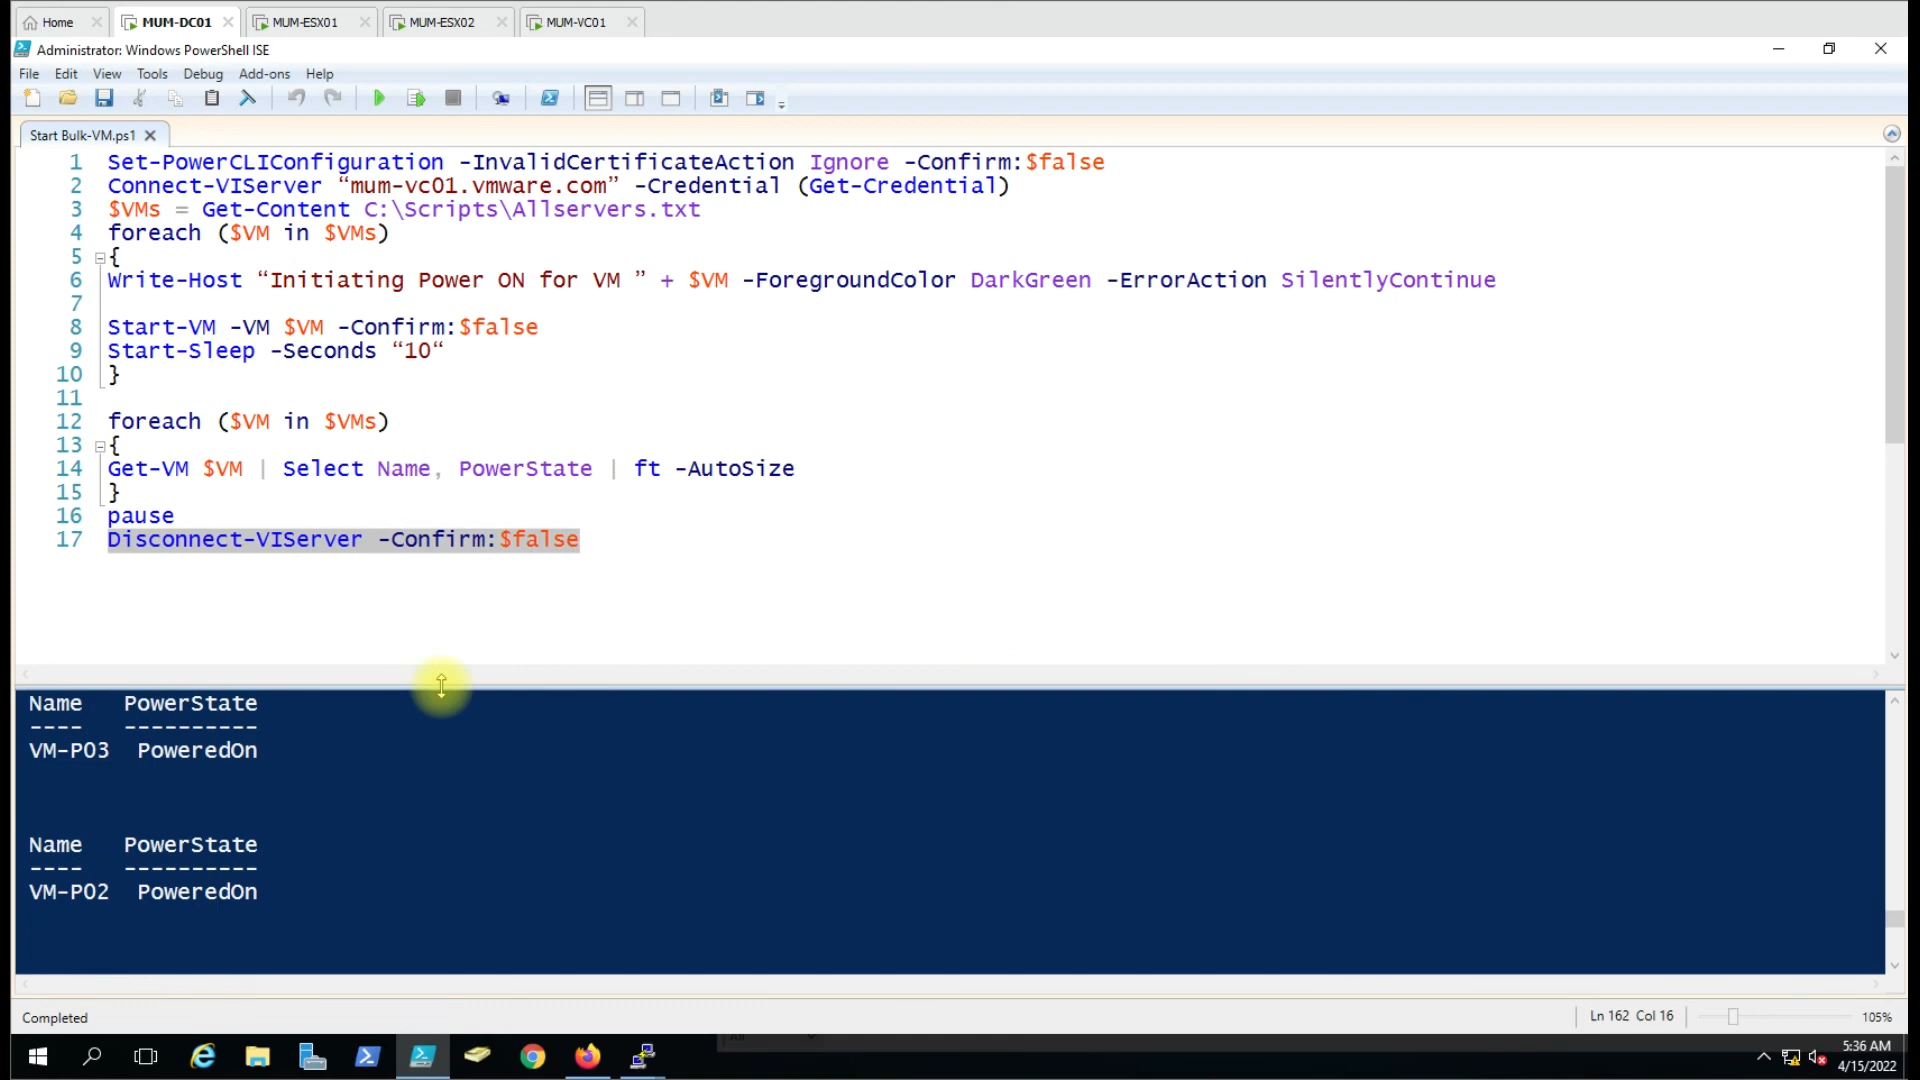 Home MUM-DC01 MUM-ESX01 MUM-ESX02 MUM-VC01
Administrator: Windows PowerShell ISE
File Edit View Tools Debug Add-ons Help
Start Bulk-VM.ps1
1 Set-PowerCLIConfiguration -InvalidCertificateAction Ignore -Confirm:$false
2 Connect-VIServer “mum-vc01.vmware.com” -Credential (Get-Credential)
3 $VMs = Get-Content C:\Scripts\Allservers.txt
4 foreach ($VM in $VMs)
5 {
6 Write-Host “Initiating Power ON for VM ” + $VM -ForegroundColor DarkGreen -ErrorAction SilentlyContinue
7
8 Start-VM -VM $VM -Confirm:$false
9 Start-Sleep -Seconds “10“
10 }
11
12 foreach ($VM in $VMs)
13 {
14 Get-VM $VM | Select Name, PowerState | ft -AutoSize
15 }
16 pause
17 Disconnect-VIServer -Confirm:$false
Name PowerState
---- ----------
VM-P03 PoweredOn
Name PowerState
---- ----------
VM-P02 PoweredOn
Completed
Ln 162 Col 16
105%
5:36 AM
4/15/2022